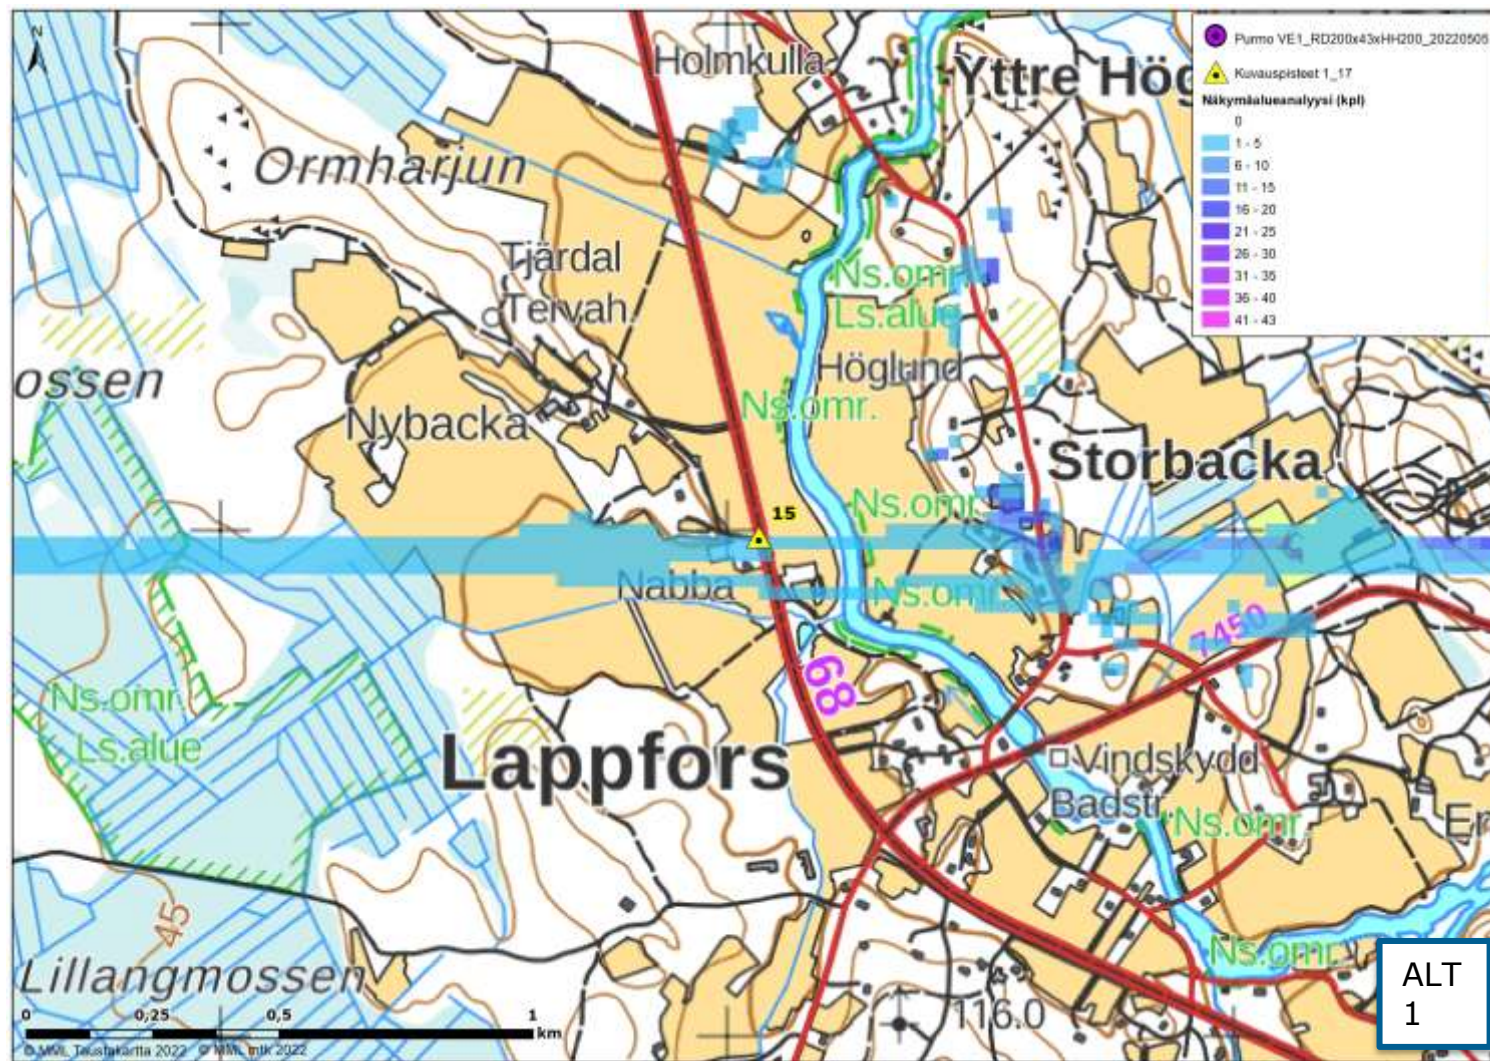 N
Holmkulla
Yttre Hög
Purmo VE1_RD200x43xHH200_20220506
Kuvauspisteet 1_17
Näkymäalueanalyysi (kpl)
0
1 - 5
6 - 10
11 - 15
16 - 20
21 - 25
26 - 30
31 - 35
36 - 40
41 - 43
Ormharjun
Tjärdal
Tervah.
Ns.omr.
Ls.alue
ossen
Höglund
Nybacka
Ns.omr.
Storbacka
Ns.omr.
15
Nabba
Ns.omr.
7450
68
Ns.omr.
Ls.alue
Lappfors
Vindskydd
Badstr.
Ns.omr.
Er
45
Ns.omr.
Lillangmossen
116.0
0 0,25 0,5 1
km
© MML Taustakartta 2022 © MML mtk 2022
ALT
1